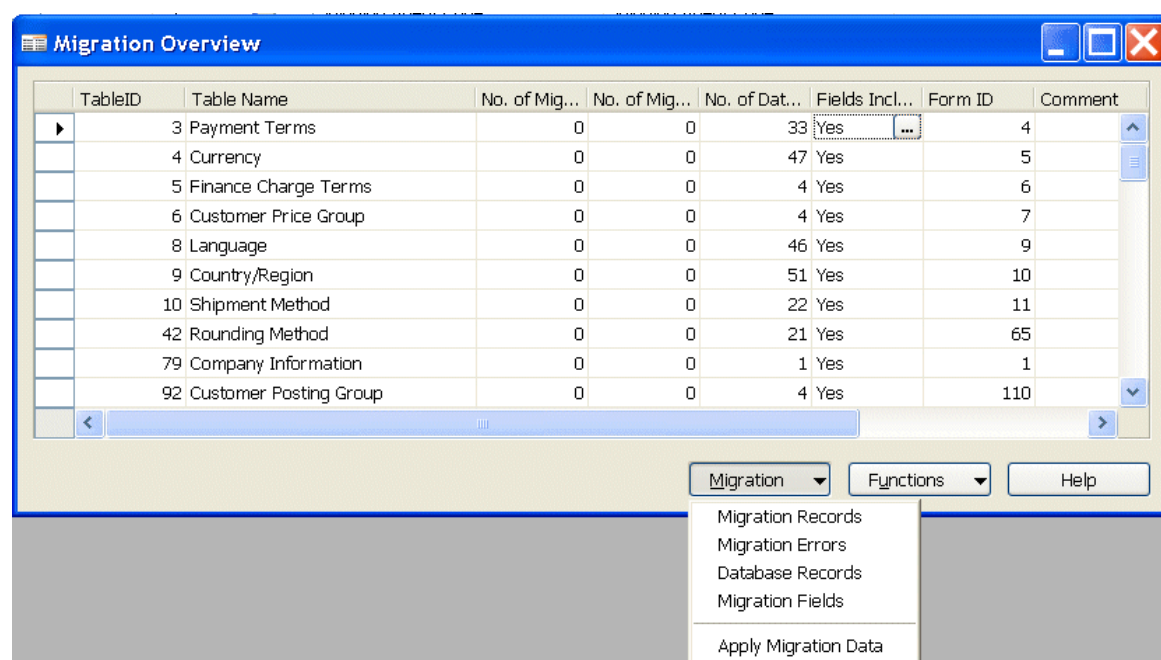 Migration Overview
TableID Table Name No. of Mig... No. of Mig... No. of Dat... Fields Incl... Form ID Comment
3 Payment Terms 0 0 33 Yes ... 4
4 Currency 0 0 47 Yes 5
5 Finance Charge Terms 0 0 4 Yes 6
6 Customer Price Group 0 0 4 Yes 7
8 Language 0 0 46 Yes 9
9 Country/Region 0 0 51 Yes 10
10 Shipment Method 0 0 22 Yes 11
42 Rounding Method 0 0 21 Yes 65
79 Company Information 0 0 1 Yes 1
92 Customer Posting Group 0 0 4 Yes 110
Migration Functions Help
Migration Records
Migration Errors
Database Records
Migration Fields
Apply Migration Data